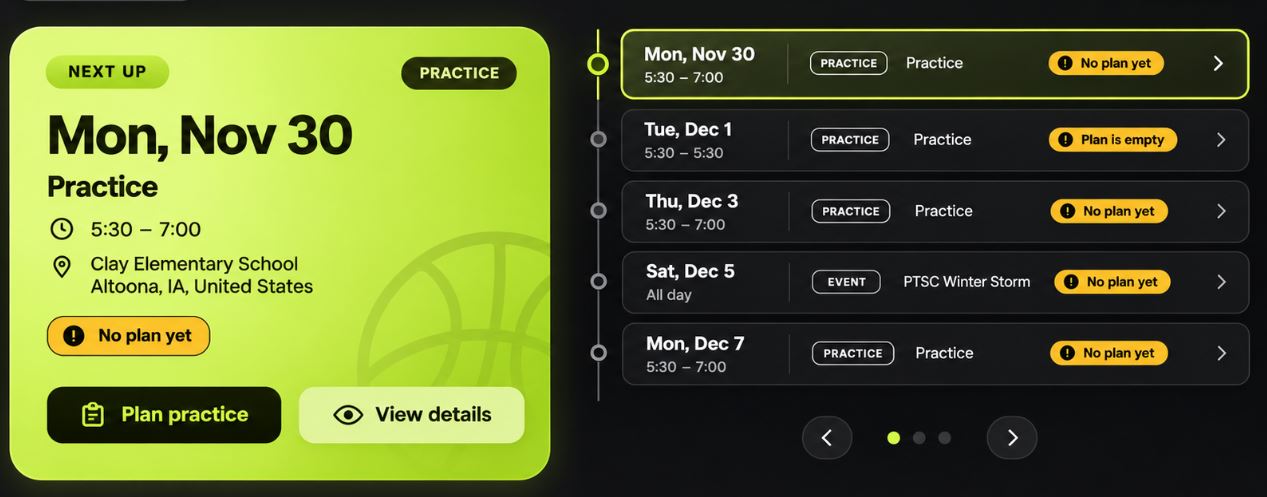 NEXT UP
PRACTICE
Mon, Nov 30
Practice
5:30 – 7:00
Clay Elementary School
Altoona, IA, United States
No plan yet
Plan practice
View details
Mon, Nov 30
5:30 – 7:00
PRACTICE
Practice
No plan yet
Tue, Dec 1
5:30 – 5:30
PRACTICE
Practice
Plan is empty
Thu, Dec 3
5:30 – 7:00
PRACTICE
Practice
No plan yet
Sat, Dec 5
All day
EVENT
PTSC Winter Storm
No plan yet
Mon, Dec 7
5:30 – 7:00
PRACTICE
Practice
No plan yet